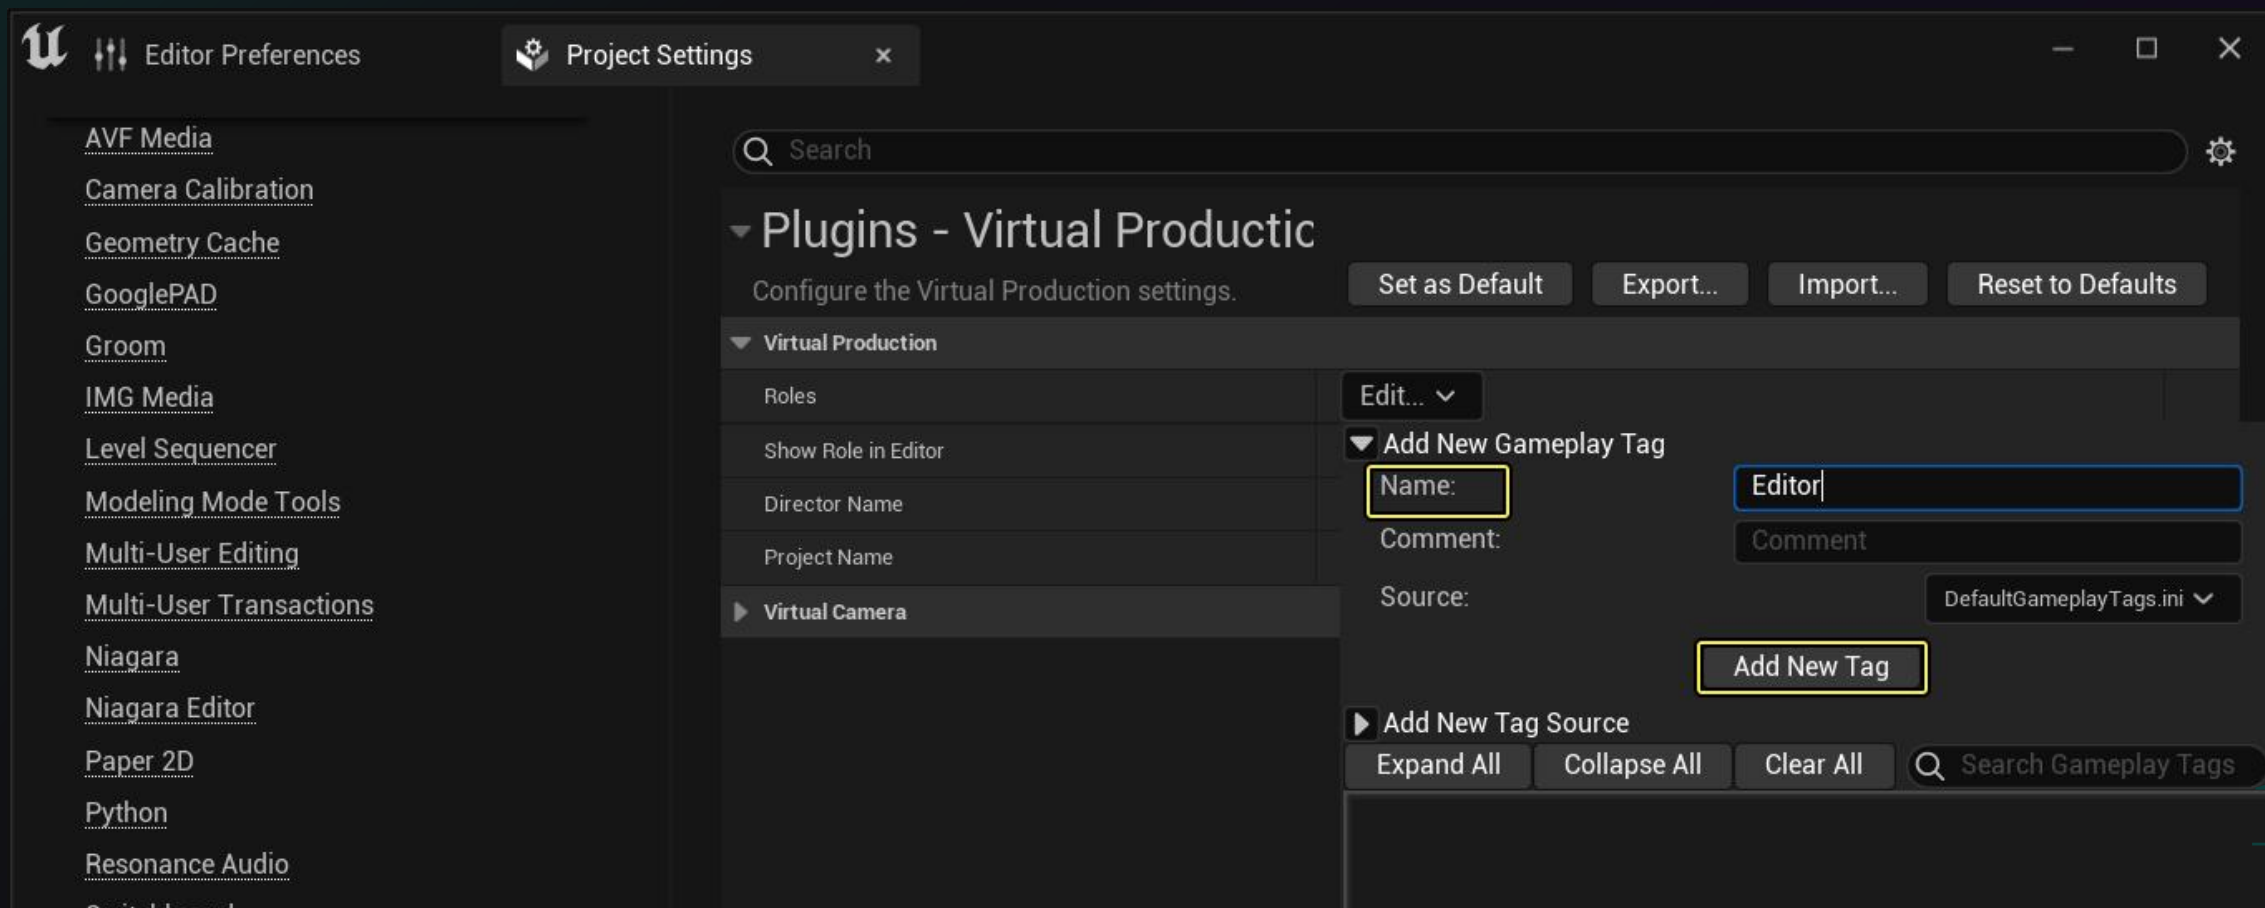 Editor Preferences
Project Settings
AVF Media
Camera Calibration
Geometry Cache
GooglePAD
Groom
IMG Media
Level Sequencer
Modeling Mode Tools
Multi-User Editing
Multi-User Transactions
Niagara
Niagara Editor
Paper 2D
Python
Resonance Audio
Search
Plugins - Virtual Productic
Configure the Virtual Production settings.
Set as Default Export... Import... Reset to Defaults
Virtual Production
Roles Edit...
Show Role in Editor
Director Name
Project Name
Virtual Camera
Add New Gameplay Tag
Name: Editor
Comment: Comment
Source: DefaultGameplayTags.ini
Add New Tag
Add New Tag Source
Expand All Collapse All Clear All Search Gameplay Tags